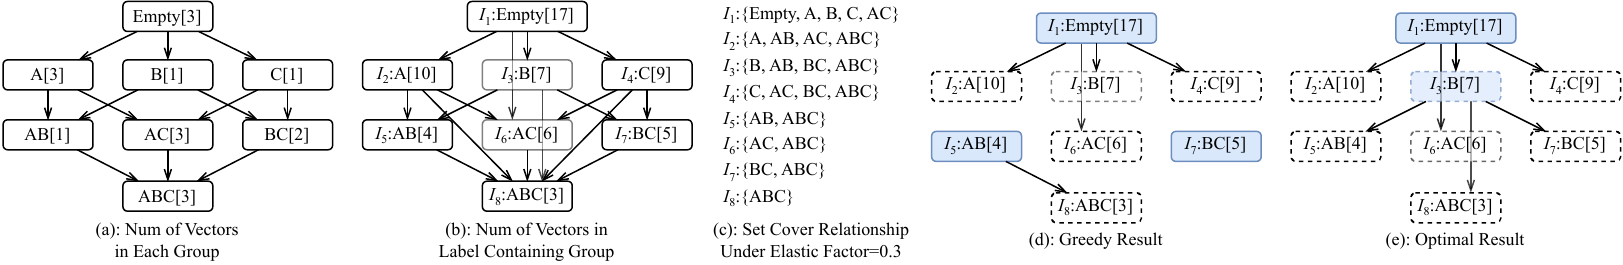 Empty[3]
A[3]
B[1]
C[1]
AB[1]
AC[3]
BC[2]
ABC[3]
(a): Num of Vectors
in Each Group
I1:Empty[17]
I2:A[10]
I3:B[7]
I4:C[9]
I5:AB[4]
I6:AC[6]
I7:BC[5]
I8:ABC[3]
(b): Num of Vectors in
Label Containing Group
I1:{Empty, A, B, C, AC}
I2:{A, AB, AC, ABC}
I3:{B, AB, BC, ABC}
I4:{C, AC, BC, ABC}
I5:{AB, ABC}
I6:{AC, ABC}
I7:{BC, ABC}
I8:{ABC}
(c): Set Cover Relationship
Under Elastic Factor=0.3
I1:Empty[17]
I2:A[10]
I3:B[7]
I4:C[9]
I5:AB[4]
I6:AC[6]
I7:BC[5]
I8:ABC[3]
(d): Greedy Result
I1:Empty[17]
I2:A[10]
I3:B[7]
I4:C[9]
I5:AB[4]
I6:AC[6]
I7:BC[5]
I8:ABC[3]
(e): Optimal Result